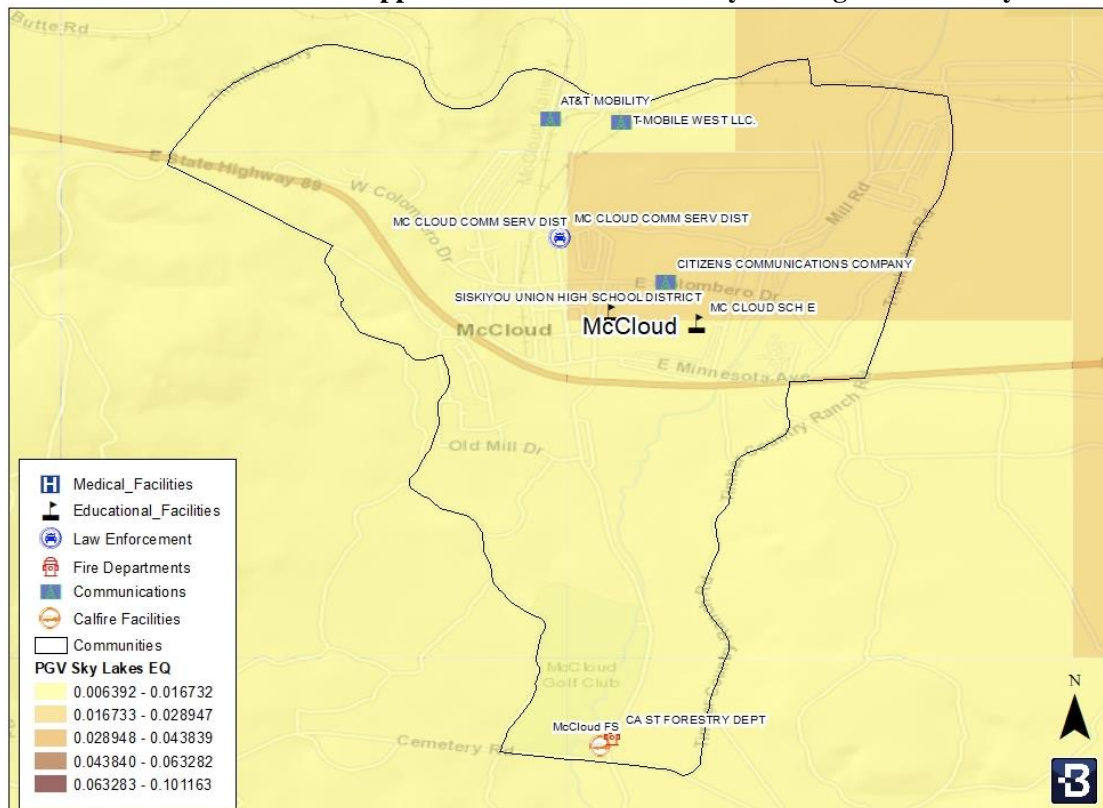 Butte Rd
Thimbleberry
AT&T MOBILITY
T-MOBILE WEST LLC.
E State Highway 89
W Colombero Dr
Mill Rd
MC CLOUD COMM SERV DIST
MC CLOUD COMM SERV DIST
Truck Shop Rd
CITIZENS COMMUNICATIONS COMPANY
E Colombero Dr
SISKIYOU UNION HIGH SCHOOL DISTRICT
MC CLOUD SCH E
McCloud
McCloud
E Minnesota Ave
Old Mill Dr
McCloud
Golf Club
McCloud FS
CA ST FORESTRY DEPT
Cemetery Rd
H Medical_Facilities
Educational_Facilities
Law Enforcement
Fire Departments
Communications
Calfire Facilities
Communities
PGV Sky Lakes EQ
0.006392 - 0.016732
0.016733 - 0.028947
0.028948 - 0.043839
0.043840 - 0.063282
0.063283 - 0.101163
N
B